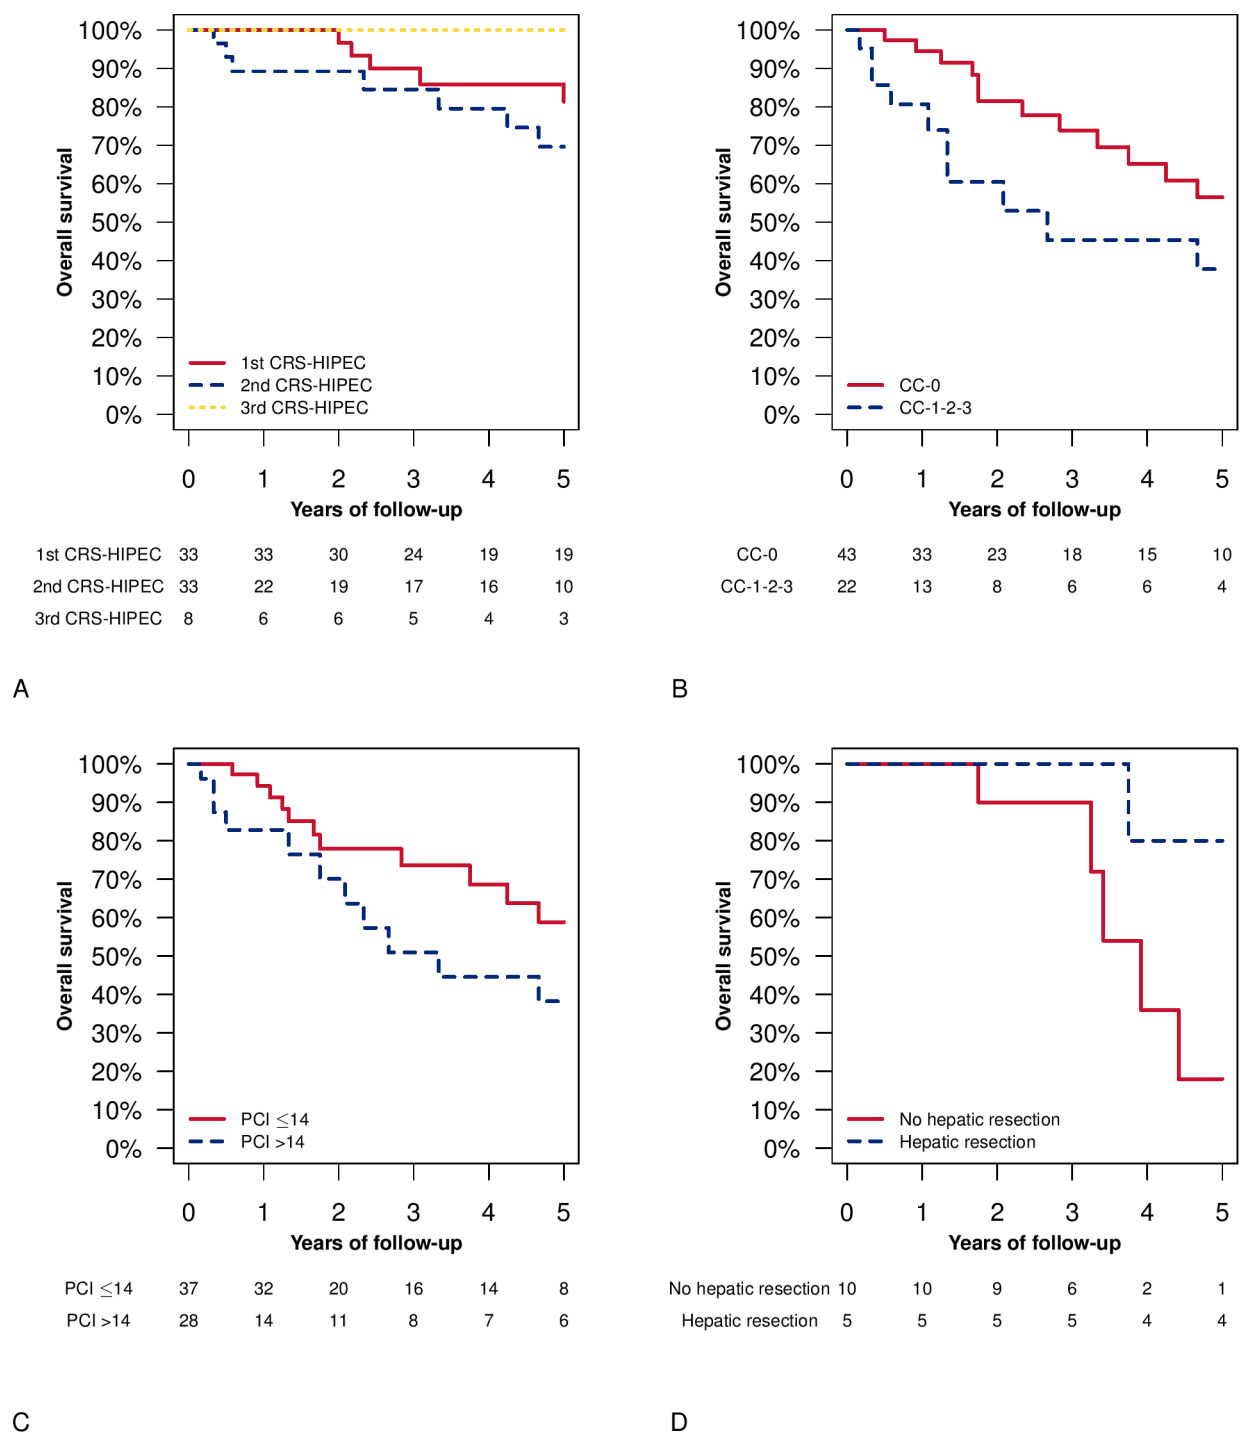 100%
90%
80%
70%
60%
50%
40%
30%
20%
10%
0%
Overall survival
1st CRS-HIPEC
2nd CRS-HIPEC
3rd CRS-HIPEC
0 1 2 3 4 5
Years of follow-up
1st CRS-HIPEC 33 33 30 24 19 19
2nd CRS-HIPEC 33 22 19 17 16 10
3rd CRS-HIPEC 8 6 6 5 4 3
A
100%
90%
80%
70%
60%
50%
40%
30%
20%
10%
0%
Overall survival
CC-0
CC-1-2-3
0 1 2 3 4 5
Years of follow-up
CC-0 43 33 23 18 15 10
CC-1-2-3 22 13 8 6 6 4
B
100%
90%
80%
70%
60%
50%
40%
30%
20%
10%
0%
Overall survival
PCI ≤14
PCI >14
0 1 2 3 4 5
Years of follow-up
PCI ≤14 37 32 20 16 14 8
PCI >14 28 14 11 8 7 6
C
100%
90%
80%
70%
60%
50%
40%
30%
20%
10%
0%
Overall survival
No hepatic resection
Hepatic resection
0 1 2 3 4 5
Years of follow-up
No hepatic resection 10 10 9 6 2 1
Hepatic resection 5 5 5 5 4 4
D